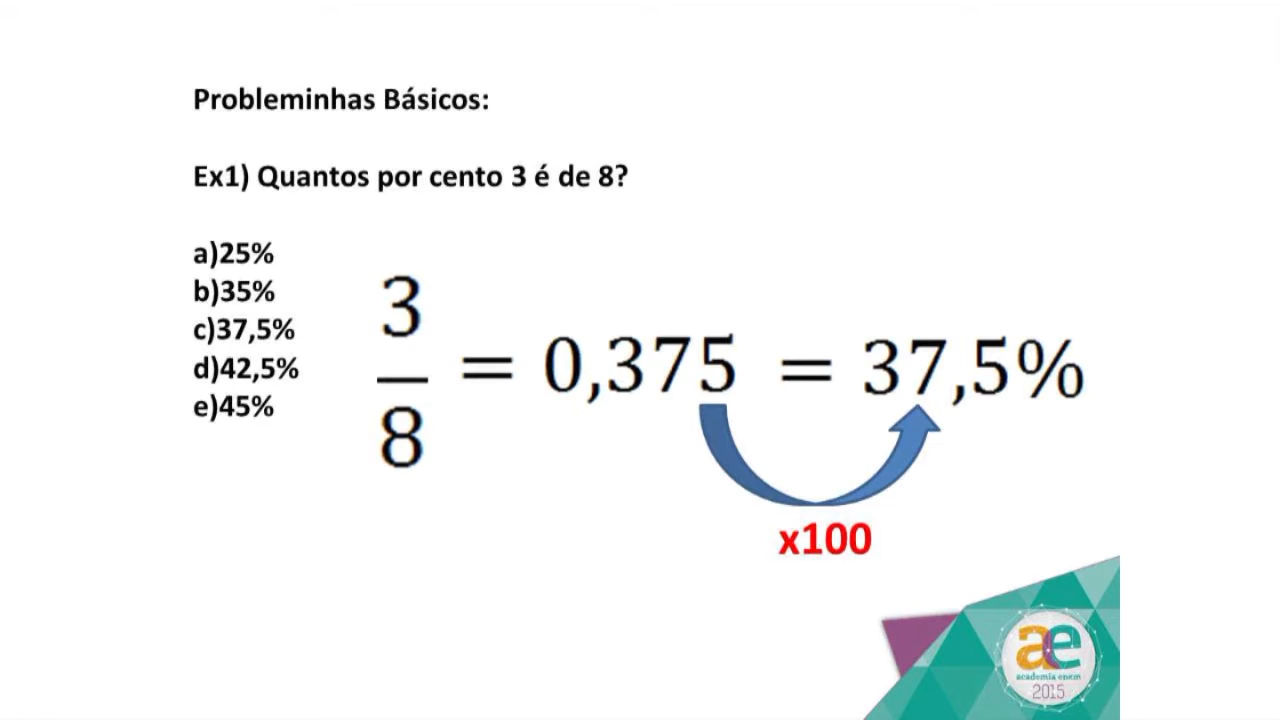 Probleminhas Básicos:
Ex1) Quantos por cento 3 é de 8?
a)25%
b)35%
c)37,5%
d)42,5%
e)45%
3
—
8
= 0,375 = 37,5%
x100
ae
academia enem
2015